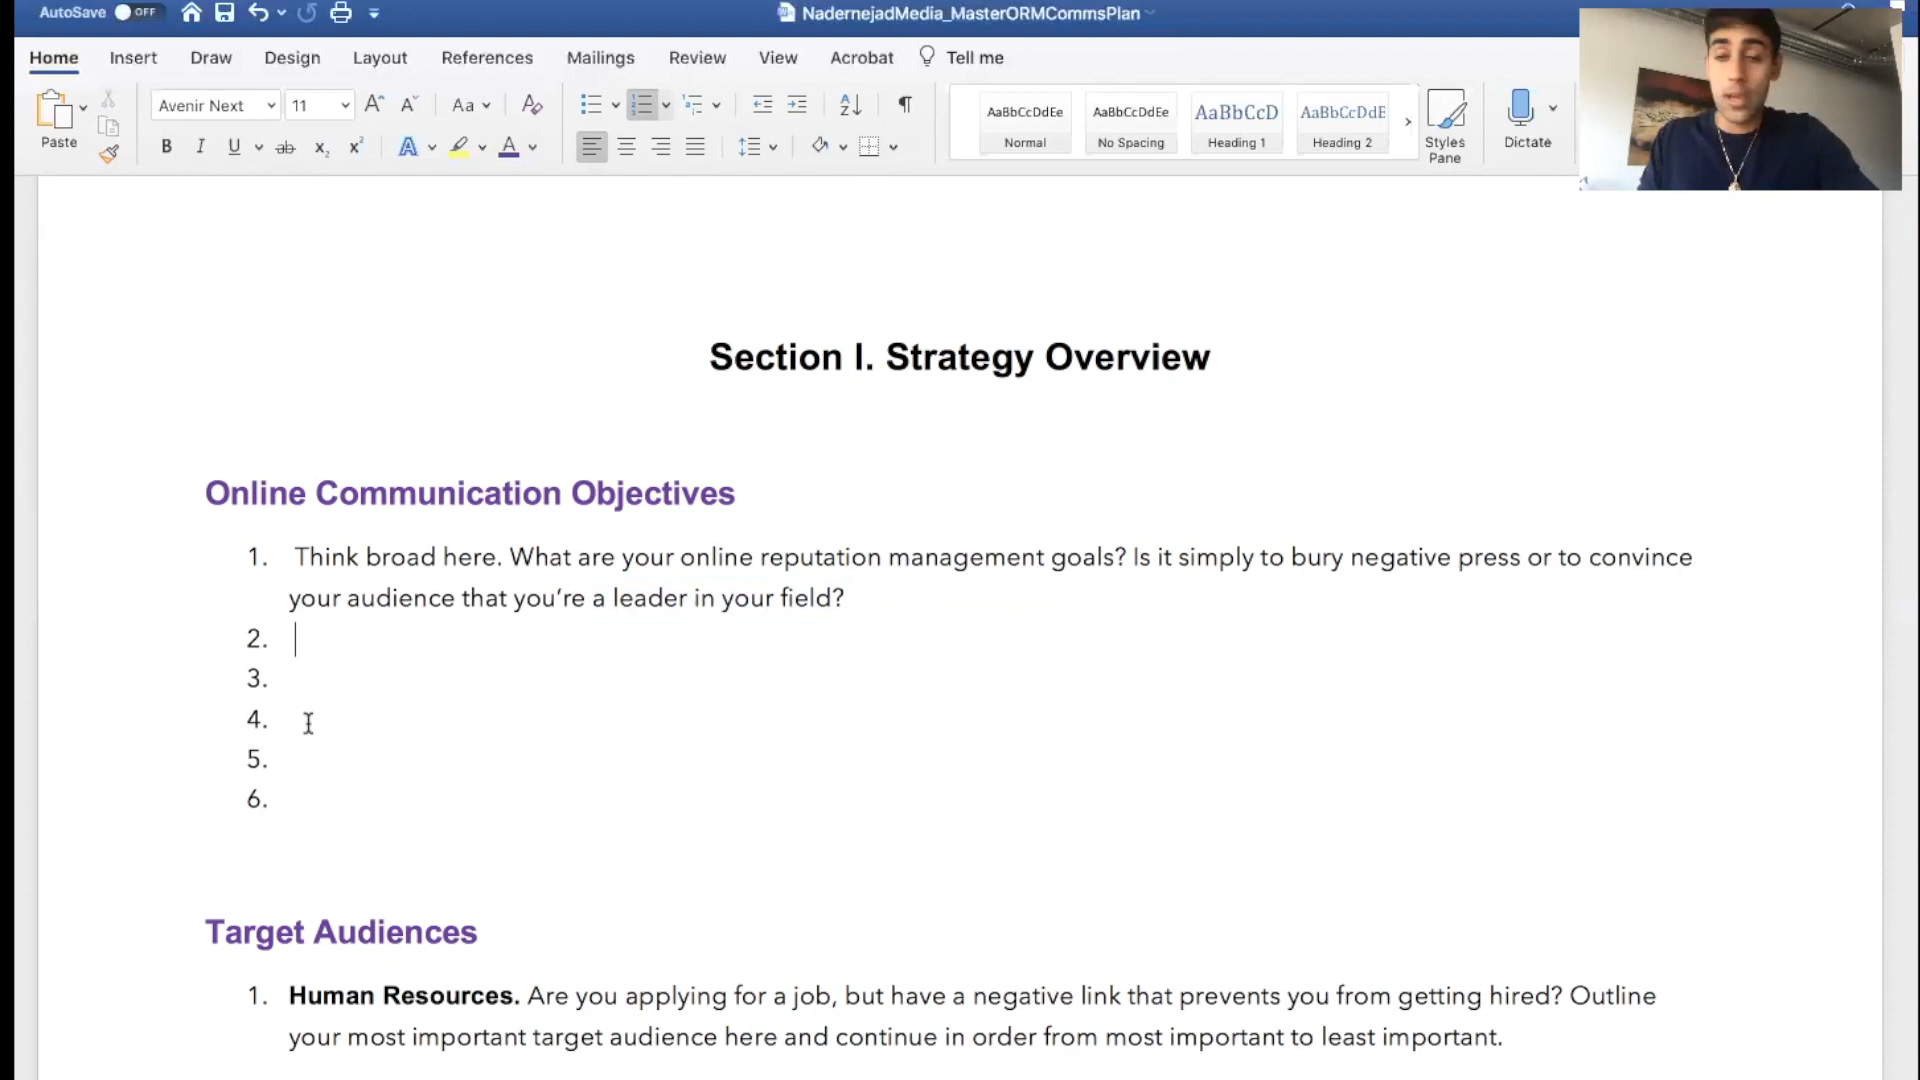 AutoSave OFF
NadernejadMedia_MasterORMCommsPlan
Home Insert Draw Design Layout References Mailings Review View Acrobat Tell me
Paste
Avenir Next 11
AaBbCcDdEe AaBbCcDdEe AaBbCcD AaBbCcDdE
Normal No Spacing Heading 1 Heading 2
Styles Pane
Dictate
Section I. Strategy Overview
Online Communication Objectives
1. Think broad here. What are your online reputation management goals? Is it simply to bury negative press or to convince
your audience that you’re a leader in your field?
2.
3.
4.
5.
6.
Target Audiences
1. Human Resources. Are you applying for a job, but have a negative link that prevents you from getting hired? Outline
your most important target audience here and continue in order from most important to least important.